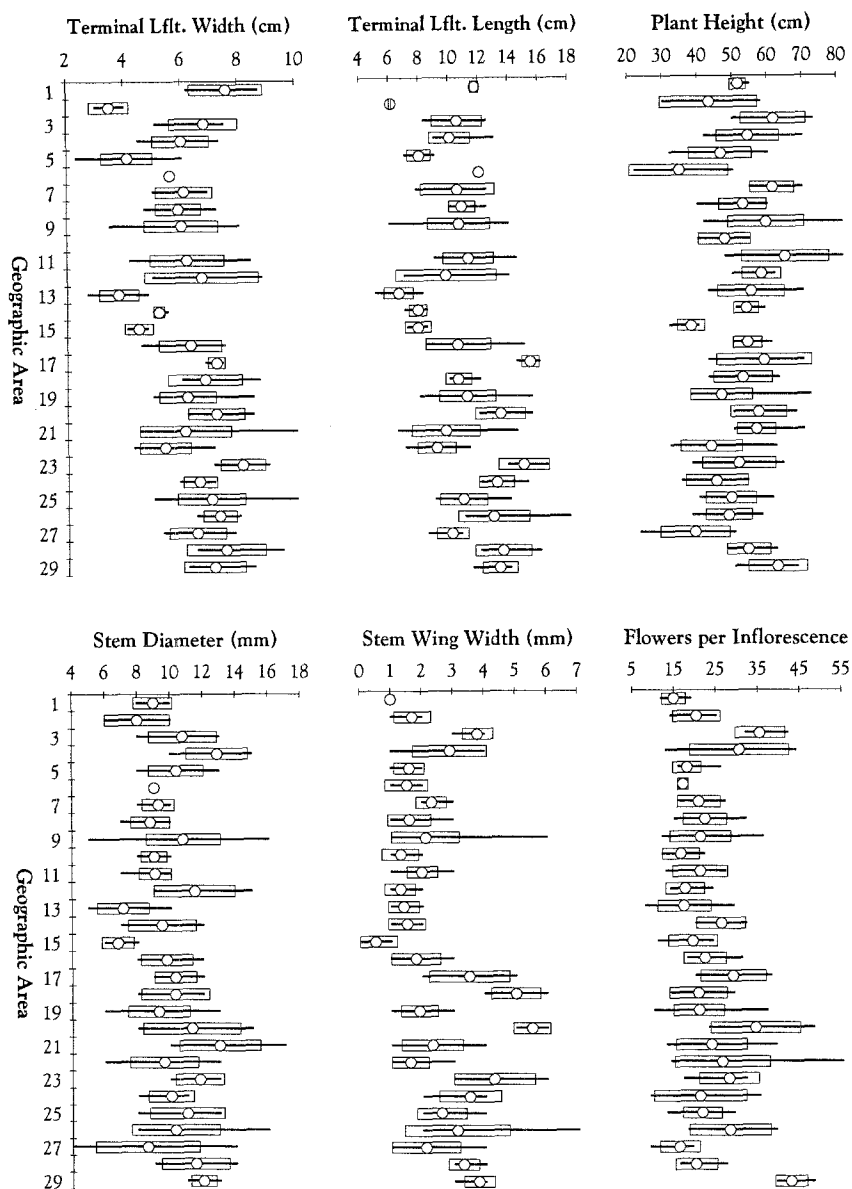 Terminal Lflt. Width (cm)
2 4 6 8 10
Terminal Lflt. Length (cm)
4 6 8 10 12 14 16 18
Plant Height (cm)
20 30 40 50 60 70 80
Geographic Area
1
3
5
7
9
11
13
15
17
19
21
23
25
27
29
Stem Diameter (mm)
4 6 8 10 12 14 16 18
Stem Wing Width (mm)
0 1 2 3 4 5 6 7
Flowers per Inflorescence
5 15 25 35 45 55
Geographic Area
1
3
5
7
9
11
13
15
17
19
21
23
25
27
29